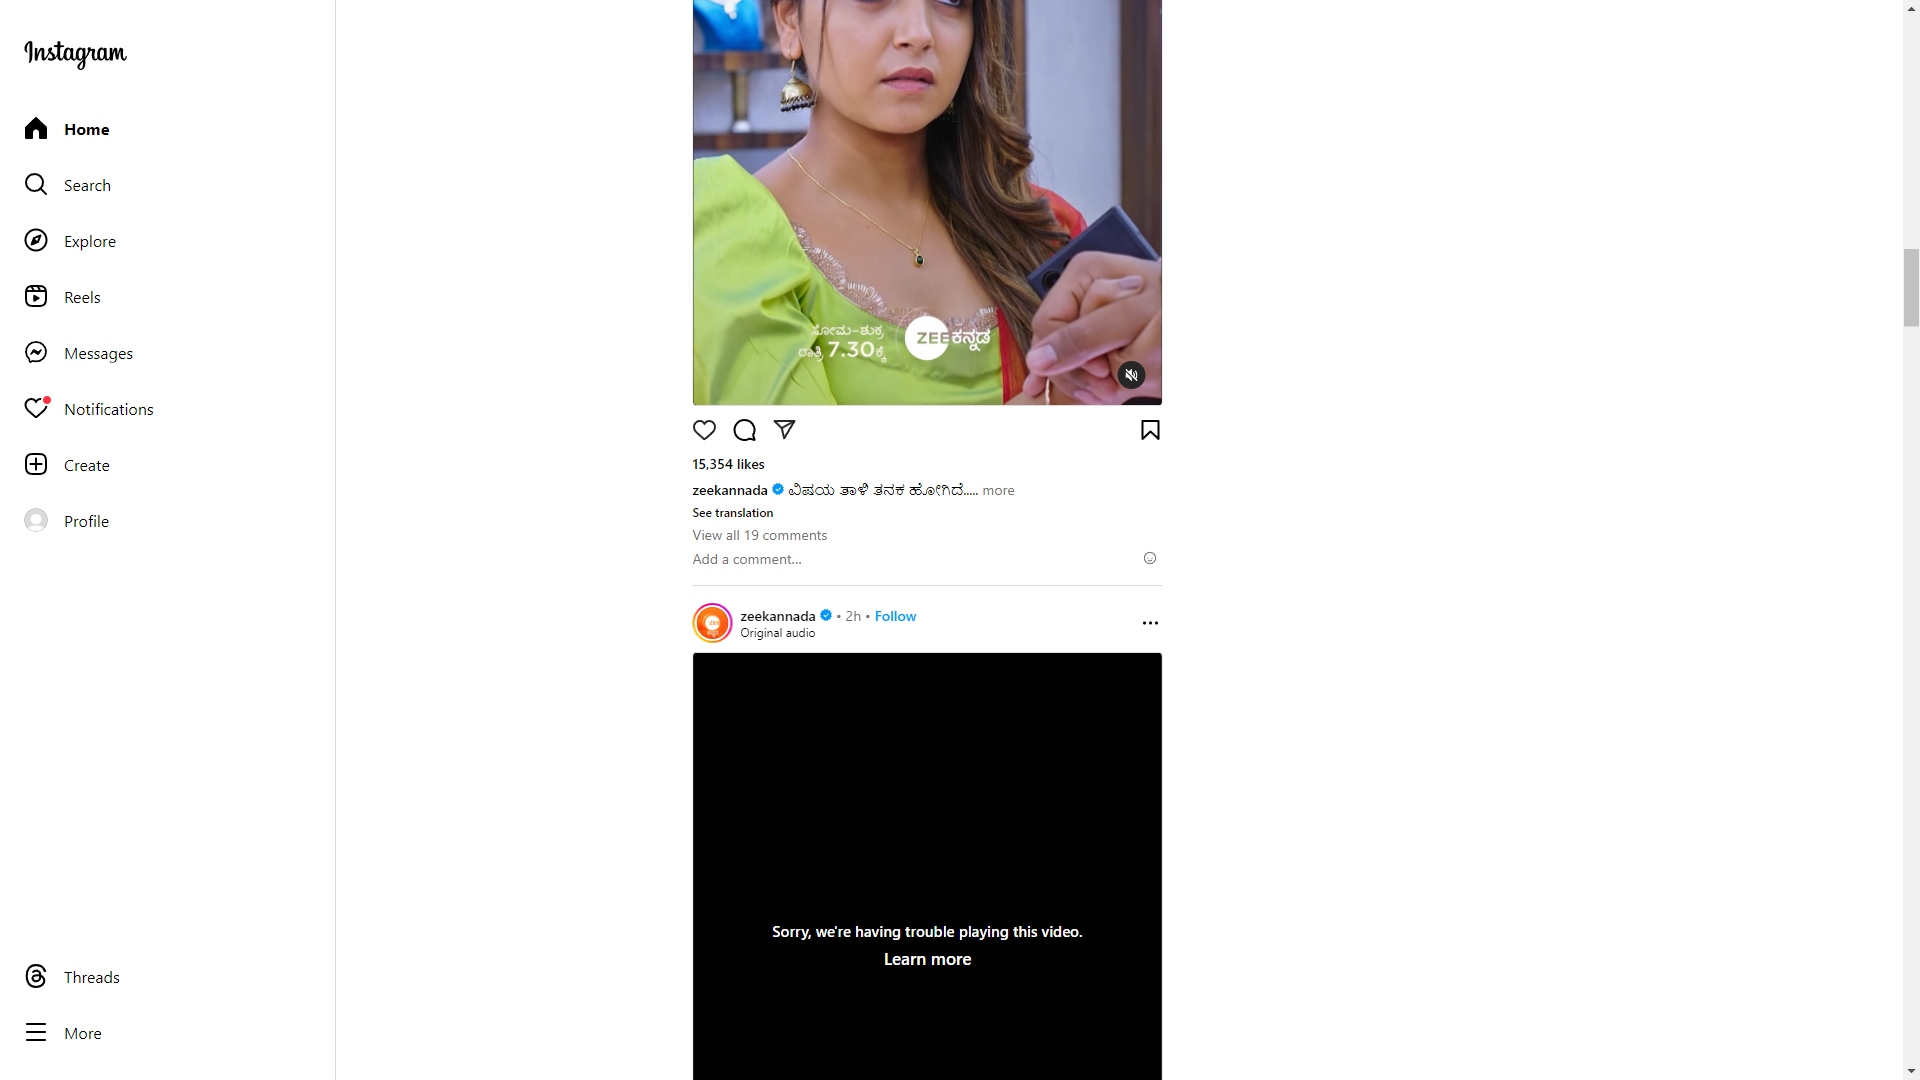 Instagram
Home
Search
Explore
Reels
Messages
Notifications
Create
Profile
Threads
More
ಸೋಮ-ಶುಕ್ರ
ರಾತ್ರಿ 7.30ಕ್ಕೆ
ZEEಕನ್ನಡ
15,354 likes
zeekannada ವಿಷಯ ತಾಳಿ ತನಕ ಹೋಗಿದೆ..... more
See translation
View all 19 comments
Add a comment...
zeekannada • 2h • Follow
Original audio
Sorry, we're having trouble playing this video.
Learn more